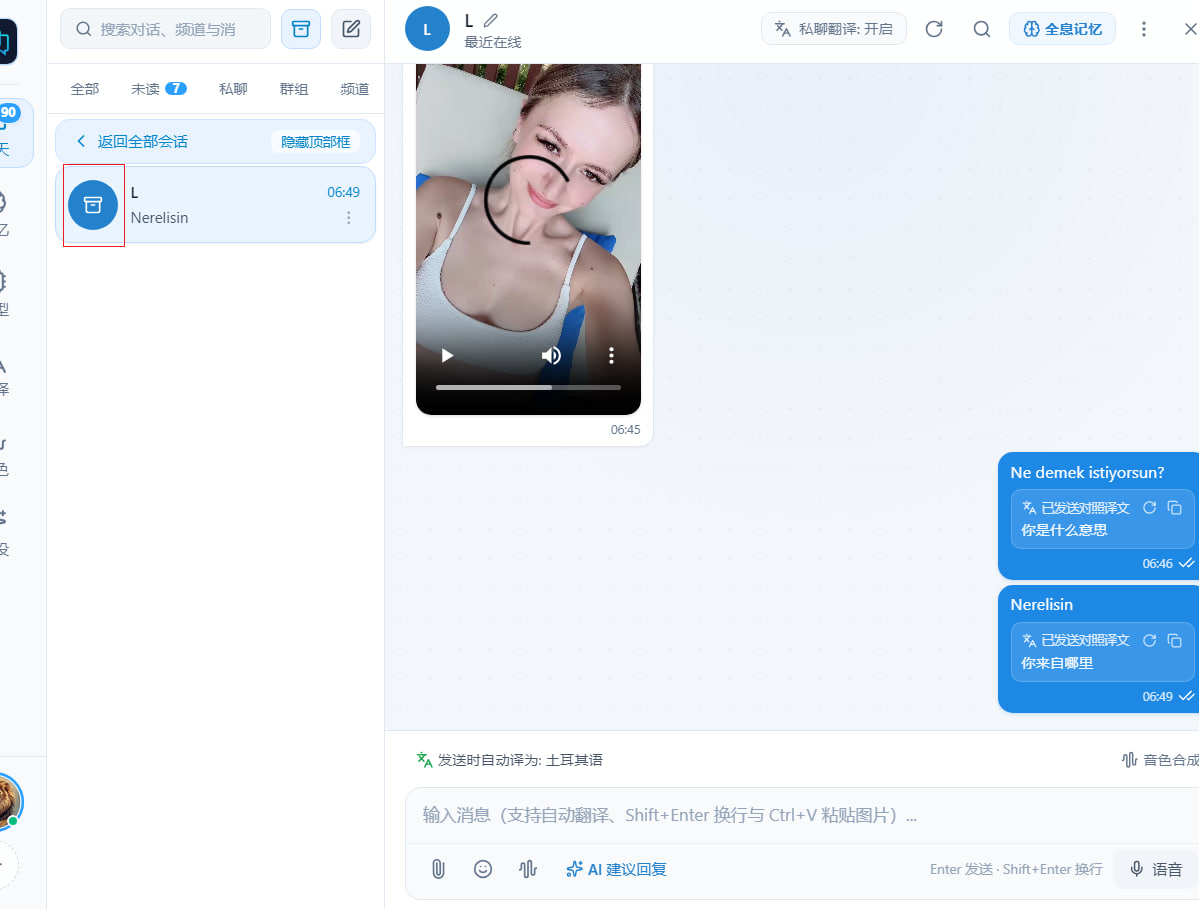 搜索对话、频道与消
L
L
最近在线
私聊翻译: 开启
全息记忆
全部
未读 7
私聊
群组
频道
90
天
返回全部会话
隐藏顶部框
L
06:49
Nerelisin
忆
型
译
色
设
06:45
Ne demek istiyorsun?
已发送对照译文
你是什么意思
06:46
Nerelisin
已发送对照译文
你来自哪里
06:49
发送时自动译为: 土耳其语
音色合成
输入消息（支持自动翻译、Shift+Enter 换行与 Ctrl+V 粘贴图片）...
AI 建议回复
Enter 发送 · Shift+Enter 换行
语音